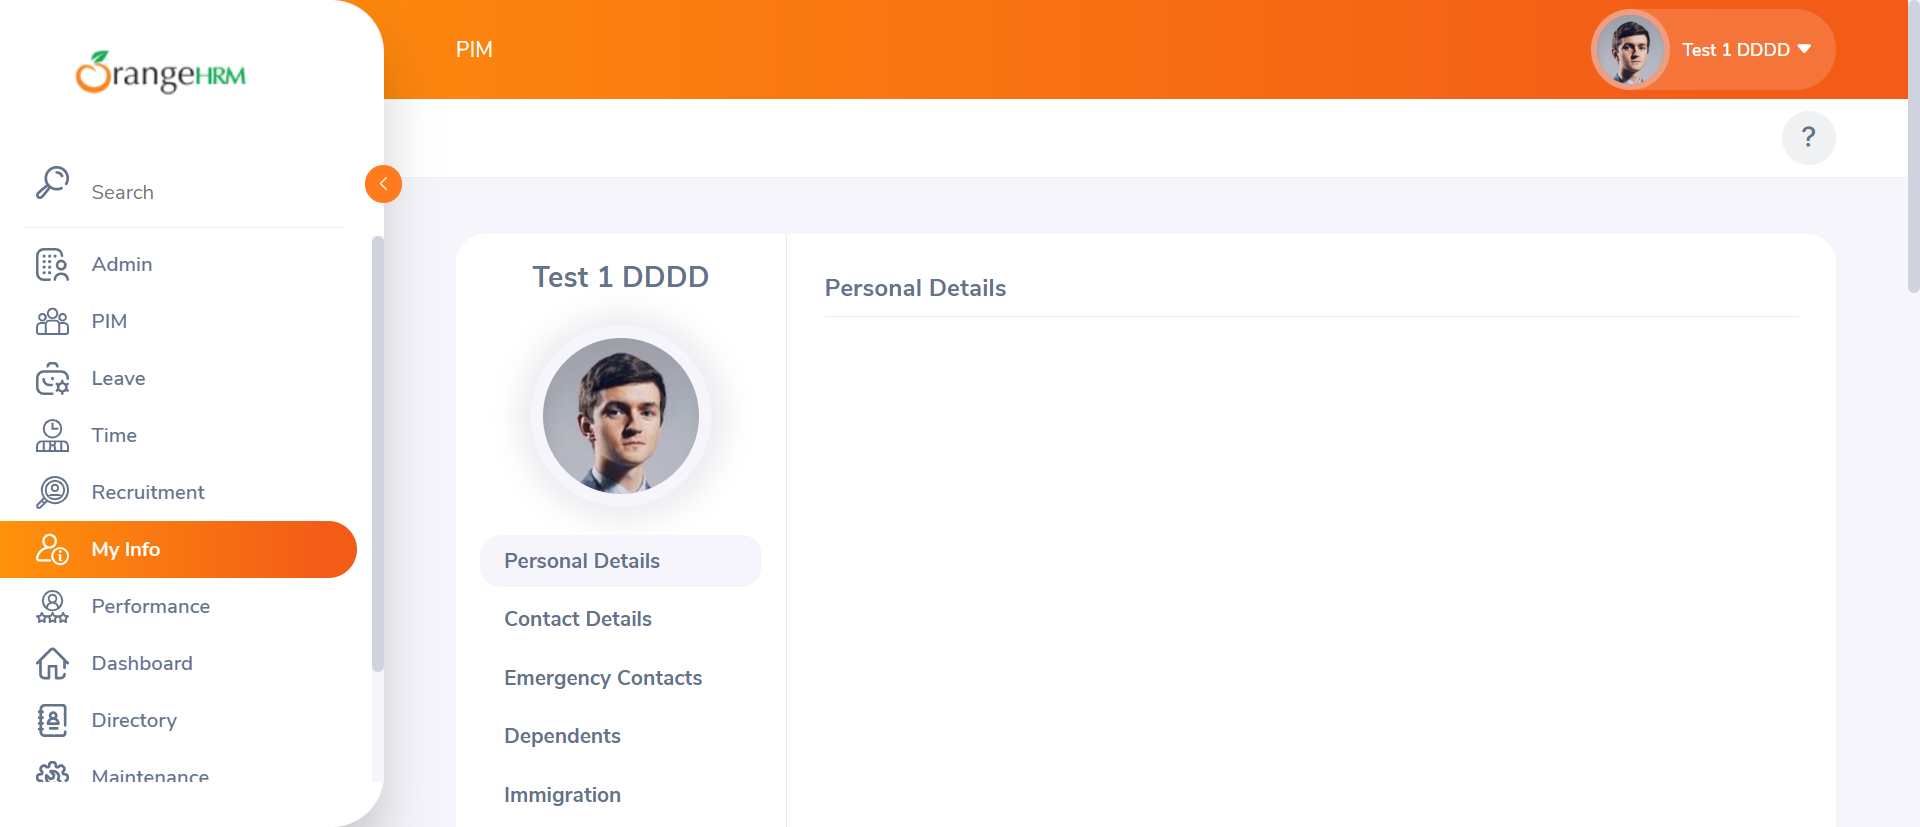 OrangeHRM
PIM
Test 1 DDDD
?
Search
Admin
PIM
Leave
Time
Recruitment
My Info
Performance
Dashboard
Directory
Maintenance
Test 1 DDDD
Personal Details
Contact Details
Emergency Contacts
Dependents
Immigration
Personal Details